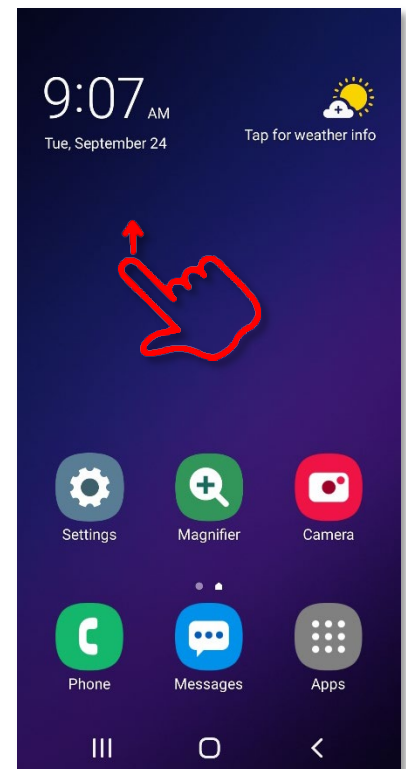 9:07 AM
Tue, September 24
Tap for weather info
Settings Magnifier Camera
Phone Messages Apps